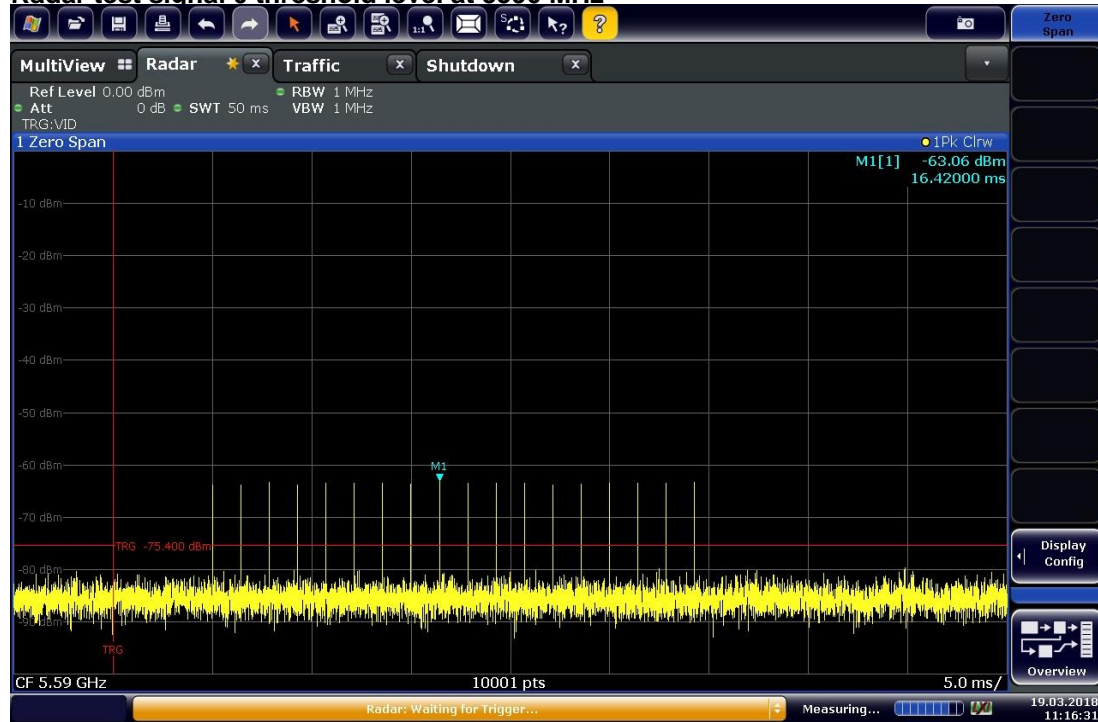 Zero
Span
MultiView Radar x Traffic x Shutdown x
Ref Level 0.00 dBm RBW 1 MHz
Att 0 dB SWT 50 ms VBW 1 MHz
TRG:VID
1 Zero Span 1Pk Clrw
M1[1] -63.06 dBm
16.42000 ms
-10 dBm
-20 dBm
-30 dBm
-40 dBm
-50 dBm
-60 dBm
M1
-70 dBm
TRG -75.400 dBm
-80 dBm
-90 dBm
TRG
CF 5.59 GHz 10001 pts 5.0 ms/
Display
Config
Overview
Radar: Waiting for Trigger... Measuring...
19.03.2018
11:16:31